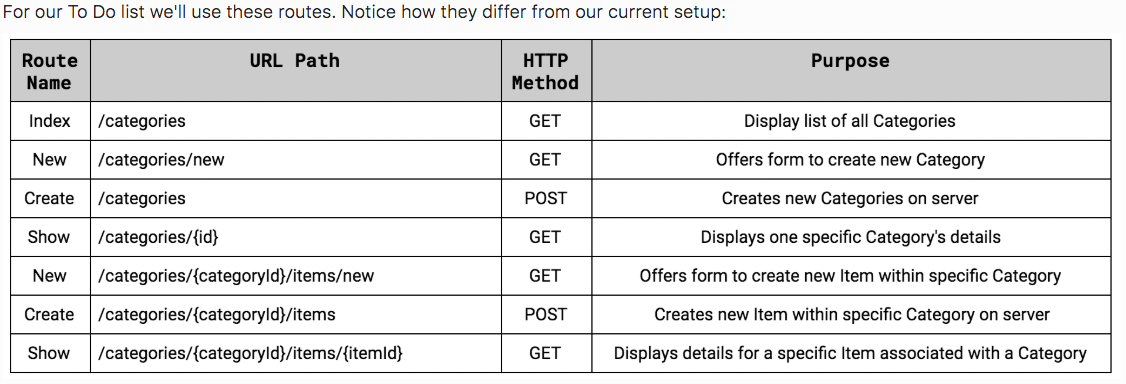 For our To Do list we'll use these routes. Notice how they differ from our current setup:
Route Name URL Path HTTP Method Purpose
Index /categories GET Display list of all Categories
New /categories/new GET Offers form to create new Category
Create /categories POST Creates new Categories on server
Show /categories/{id} GET Displays one specific Category's details
New /categories/{categoryId}/items/new GET Offers form to create new Item within specific Category
Create /categories/{categoryId}/items POST Creates new Item within specific Category on server
Show /categories/{categoryId}/items/{itemId} GET Displays details for a specific Item associated with a Category